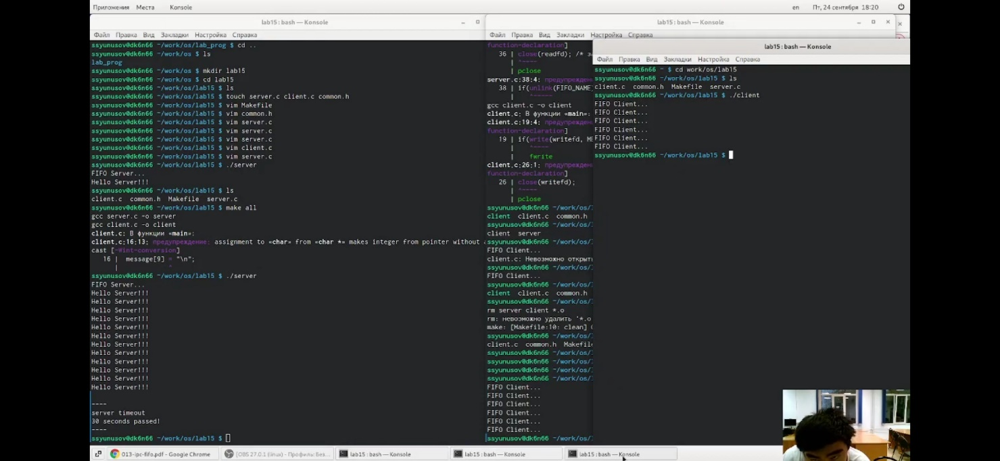 Приложения Места Konsole en Пт, 24 сентября 18:20
lab15 : bash — Konsole
Файл Правка Вид Закладки Настройка Справка
ssyunusov@dk6n66 ~/work/os/lab_prog $ cd ..
ssyunusov@dk6n66 ~/work/os $ ls
lab_prog
ssyunusov@dk6n66 ~/work/os $ mkdir lab15
ssyunusov@dk6n66 ~/work/os $ cd lab15
ssyunusov@dk6n66 ~/work/os/lab15 $ ls
ssyunusov@dk6n66 ~/work/os/lab15 $ touch server.c client.c common.h
ssyunusov@dk6n66 ~/work/os/lab15 $ vim Makefile
ssyunusov@dk6n66 ~/work/os/lab15 $ vim common.h
ssyunusov@dk6n66 ~/work/os/lab15 $ vim server.c
ssyunusov@dk6n66 ~/work/os/lab15 $ vim server.c
ssyunusov@dk6n66 ~/work/os/lab15 $ vim server.c
ssyunusov@dk6n66 ~/work/os/lab15 $ vim client.c
ssyunusov@dk6n66 ~/work/os/lab15 $ vim server.c
ssyunusov@dk6n66 ~/work/os/lab15 $ ./server
FIFO Server...
Hello Server!!!
ssyunusov@dk6n66 ~/work/os/lab15 $ ls
client.c common.h Makefile server.c
ssyunusov@dk6n66 ~/work/os/lab15 $ make all
gcc server.c -o server
gcc client.c -o client
client.c: В функции «main»:
client.c:16:13: предупреждение: assignment to «char» from «char *» makes integer from pointer without
cast [-Wint-conversion]
16 | message[9] = "\n";
| ^
ssyunusov@dk6n66 ~/work/os/lab15 $ ./server
FIFO Server...
Hello Server!!!
Hello Server!!!
Hello Server!!!
Hello Server!!!
Hello Server!!!
Hello Server!!!
Hello Server!!!
Hello Server!!!
Hello Server!!!
Hello Server!!!
Hello Server!!!
Hello Server!!!
----
server timeout
30 seconds passed!
----
ssyunusov@dk6n66 ~/work/os/lab15 $
lab15 : bash — Konsole
Файл Правка Вид Закладки Настройка Справка
function-declaration]
36 | close(readfd); /*
| ^~~~~
| pclose
server.c:38:4: предупреждени
38 | if(unlink(FIFO_NAME
| ^~~~~~
gcc client.c -o client
client.c: В функции «main»:
client.c:19:4: предупреждени
function-declaration]
19 | if(write(writefd, ME
| ^~~~~
| fwrite
client.c:26:1: предупреждени
function-declaration]
26 | close(writefd);
| ^~~~~
| pclose
ssyunusov@dk6n66 ~/work/os/
client client.c common.h
ssyunusov@dk6n66 ~/work/os/
client server
ssyunusov@dk6n66 ~/work/os/
FIFO Client...
client.c: Невозможно открыть
ssyunusov@dk6n66 ~/work/os/
FIFO Client...
ssyunusov@dk6n66 ~/work/os/
client client.c common.h
ssyunusov@dk6n66 ~/work/os/
rm server client *.o
rm: невозможно удалить '*.o
make: [Makefile:10: clean]
ssyunusov@dk6n66 ~/work/os/
client.c common.h Makefile
ssyunusov@dk6n66 ~/work/os/
ssyunusov@dk6n66 ~/work/os/
ssyunusov@dk6n66 ~/work/os/
ssyunusov@dk6n66 ~/work/os/
FIFO Client...
FIFO Client...
FIFO Client...
FIFO Client...
FIFO Client...
FIFO Client...
ssyunusov@dk6n66 ~/work/os/
lab15 : bash — Konsole
Файл Правка Вид Закладки Настройка Справка
ssyunusov@dk6n66 ~ $ cd work/os/lab15
ssyunusov@dk6n66 ~/work/os/lab15 $ ls
client.c common.h Makefile server.c
ssyunusov@dk6n66 ~/work/os/lab15 $ ./client
FIFO Client...
FIFO Client...
FIFO Client...
FIFO Client...
FIFO Client...
FIFO Client...
ssyunusov@dk6n66 ~/work/os/lab15 $
013-ipc-fifo.pdf - Google Chrome [OBS 27.0.1 (linux) - Профиль: Без... lab15 : bash — Konsole lab15 : bash — Konsole lab15 : bash — Konsole